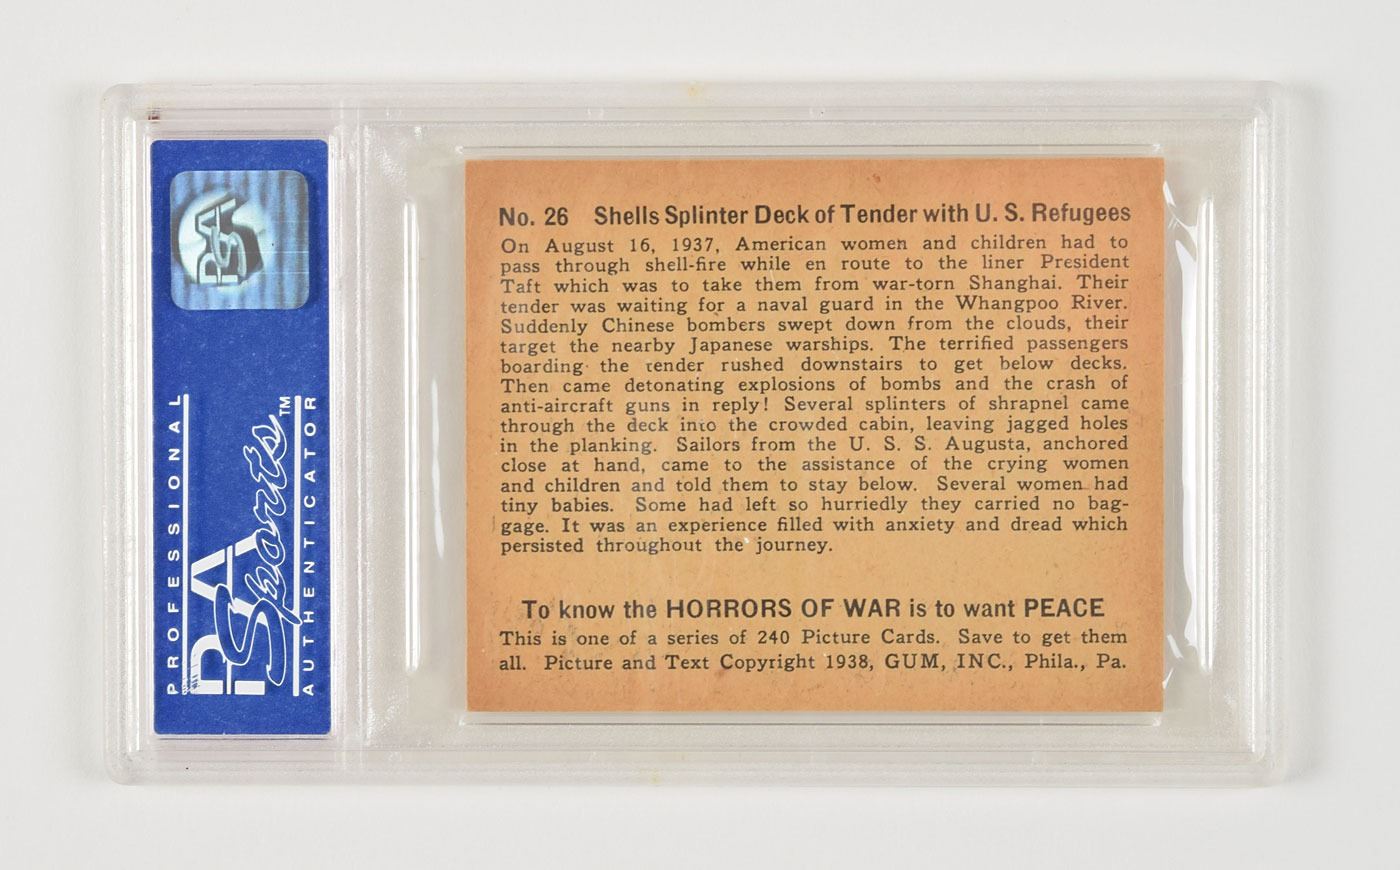 PSA
PROFESSIONAL
PSA Sports™
AUTHENTICATOR
No. 26 Shells Splinter Deck of Tender with U. S. Refugees
On August 16, 1937, American women and children had to
pass through shell-fire while en route to the liner President
Taft which was to take them from war-torn Shanghai. Their
tender was waiting for a naval guard in the Whangpoo River.
Suddenly Chinese bombers swept down from the clouds, their
target the nearby Japanese warships. The terrified passengers
boarding the tender rushed downstairs to get below decks.
Then came detonating explosions of bombs and the crash of
anti-aircraft guns in reply! Several splinters of shrapnel came
through the deck into the crowded cabin, leaving jagged holes
in the planking. Sailors from the U. S. S. Augusta, anchored
close at hand, came to the assistance of the crying women
and children and told them to stay below. Several women had
tiny babies. Some had left so hurriedly they carried no bag-
gage. It was an experience filled with anxiety and dread which
persisted throughout the journey.
To know the HORRORS OF WAR is to want PEACE
This is one of a series of 240 Picture Cards. Save to get them
all. Picture and Text Copyright 1938, GUM, INC., Phila., Pa.